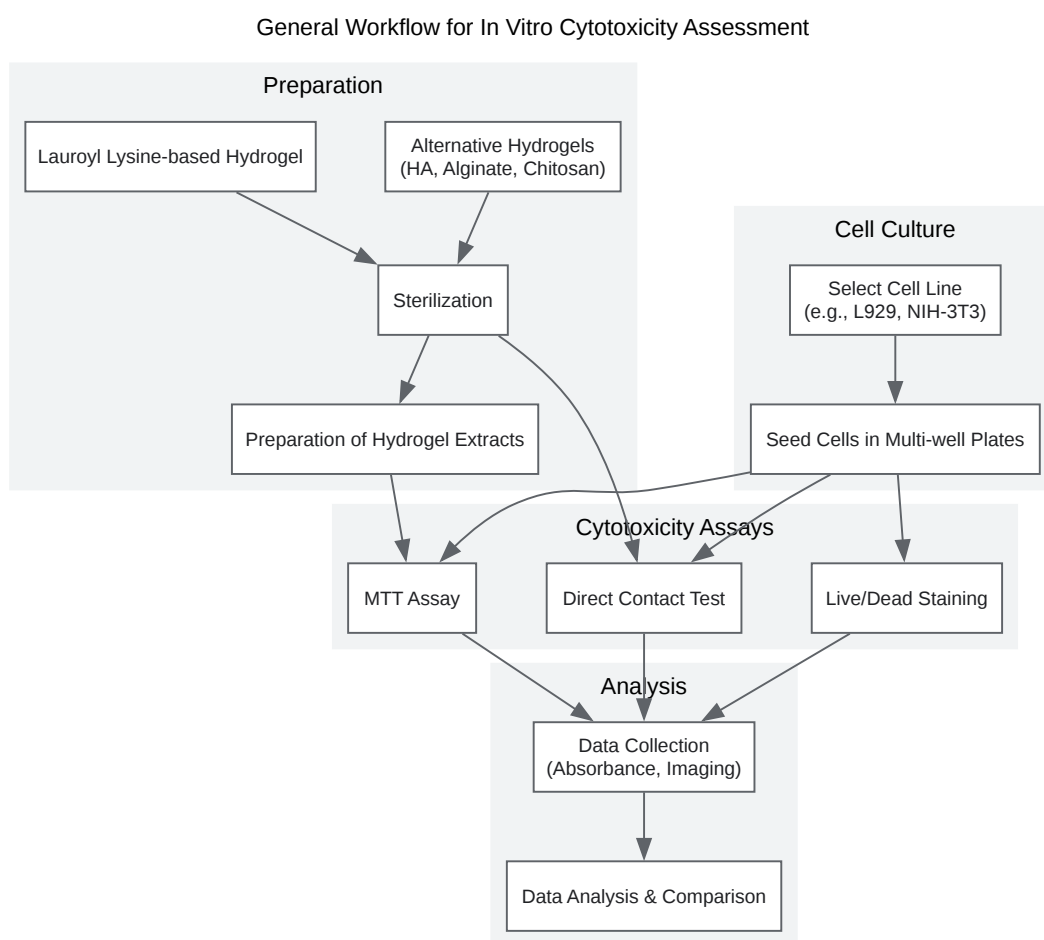 General Workflow for In Vitro Cytotoxicity Assessment
Preparation
Lauroyl Lysine-based Hydrogel
Alternative Hydrogels
(HA, Alginate, Chitosan)
Sterilization
Preparation of Hydrogel Extracts
Cell Culture
Select Cell Line
(e.g., L929, NIH-3T3)
Seed Cells in Multi-well Plates
Cytotoxicity Assays
MTT Assay
Direct Contact Test
Live/Dead Staining
Analysis
Data Collection
(Absorbance, Imaging)
Data Analysis & Comparison